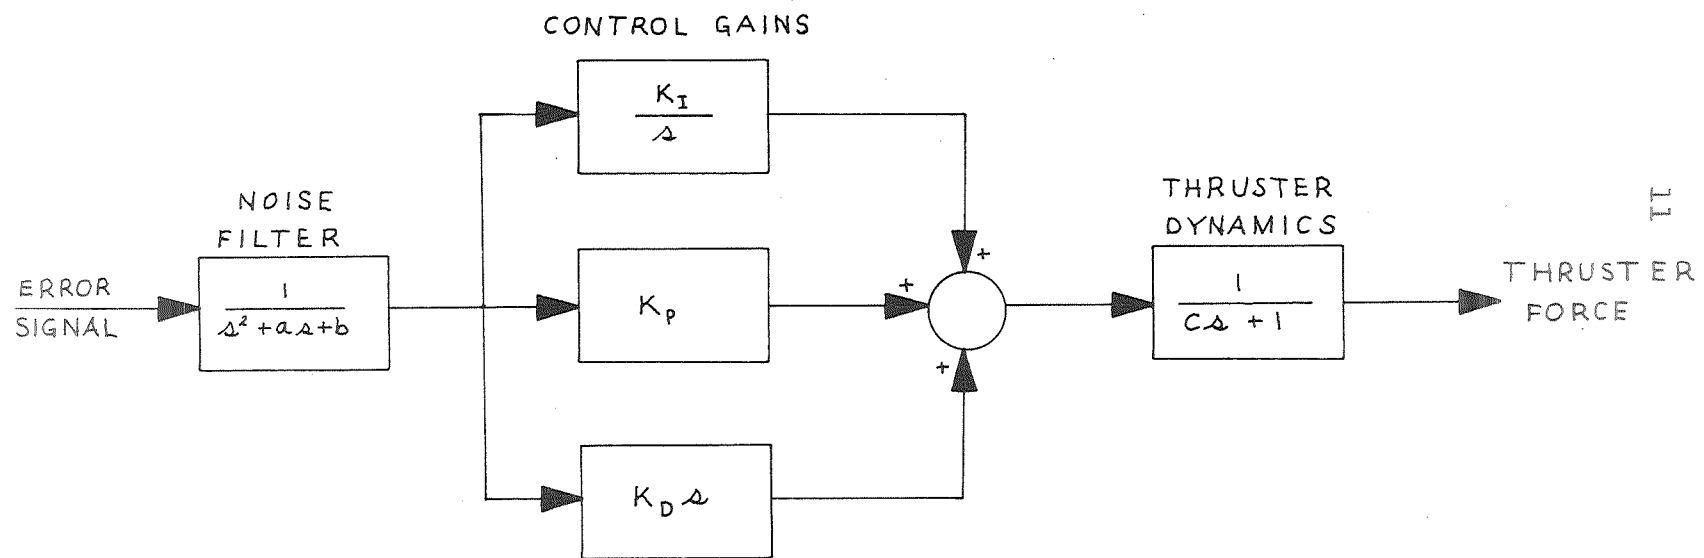 CONTROL GAINS
K_I
s
NOISE
FILTER
THRUSTER
DYNAMICS
11
ERROR
SIGNAL
1
s² + as + b
K_P
+
+
+
1
cs + 1
THRUSTER
FORCE
K_D s